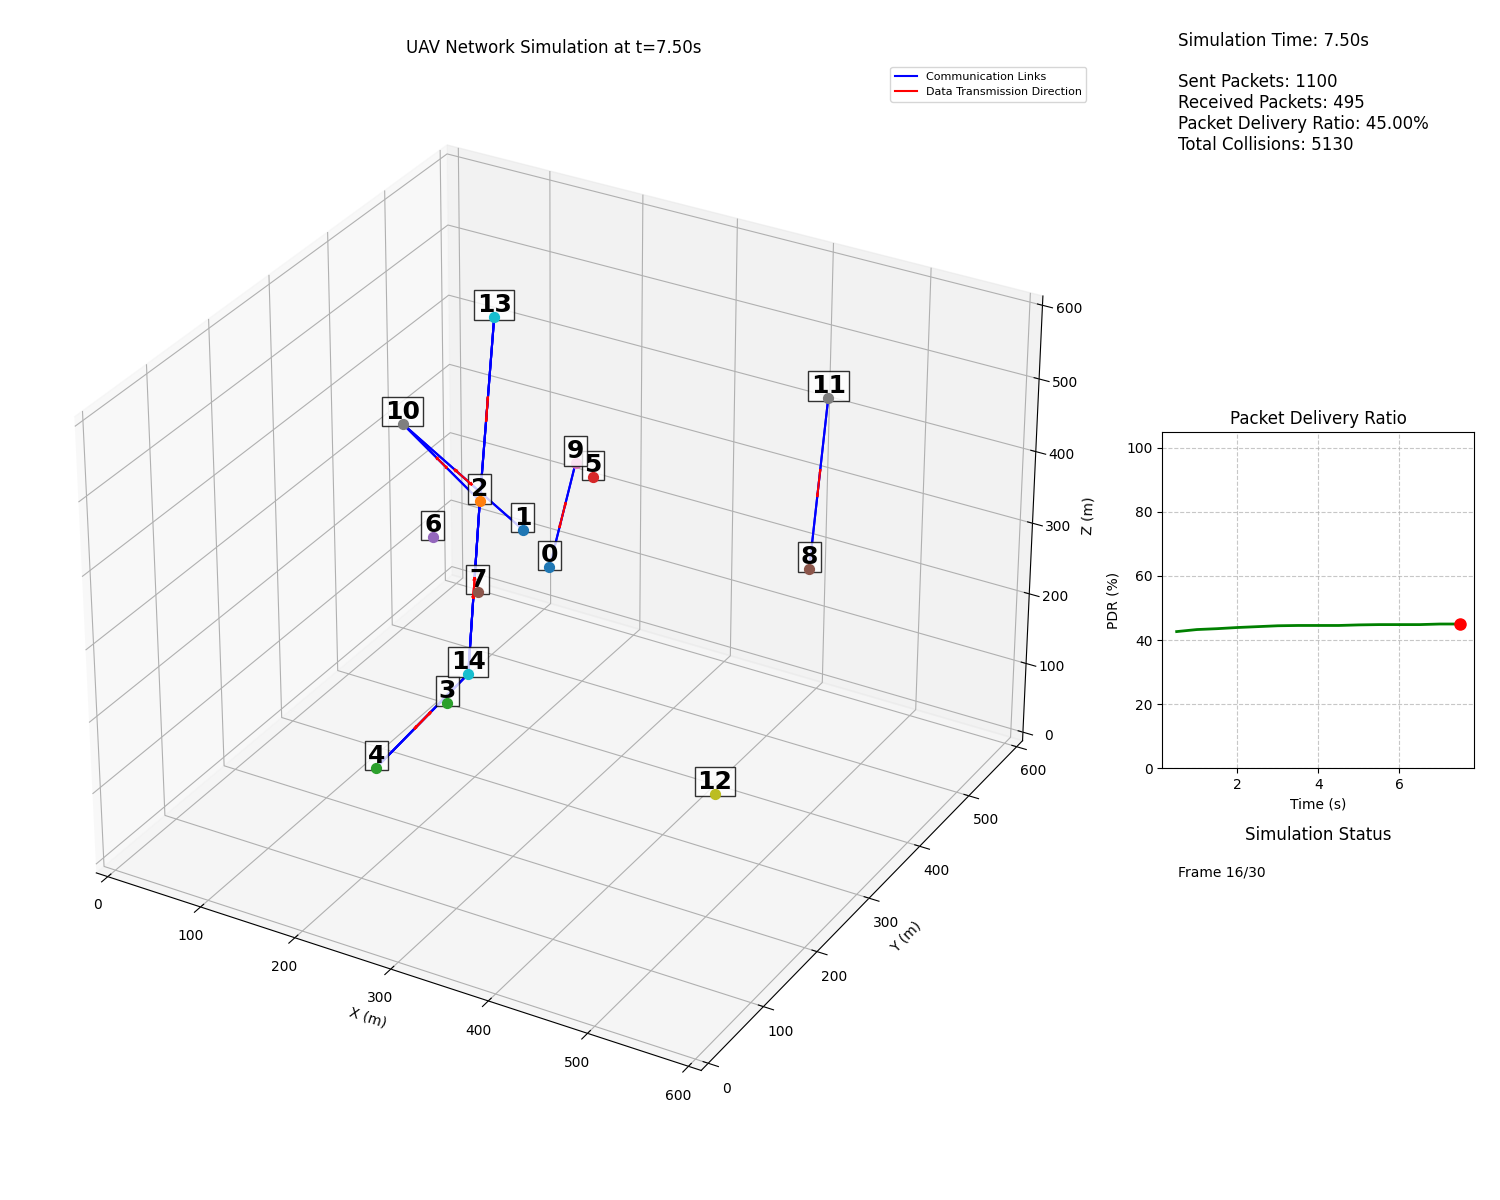 UAV Network Simulation at t=7.50s
Communication Links
Data Transmission Direction
Simulation Time: 7.50s
Sent Packets: 1100
Received Packets: 495
Packet Delivery Ratio: 45.00%
Total Collisions: 5130
13
10
11
9
5
2
1
6
0
8
7
14
3
4
12
600
500
400
300
200
100
0
Z (m)
0
100
200
300
400
500
600
X (m)
0
100
200
300
400
500
600
Y (m)
Packet Delivery Ratio
100
80
60
40
20
0
PDR (%)
2
4
6
Time (s)
Simulation Status
Frame 16/30